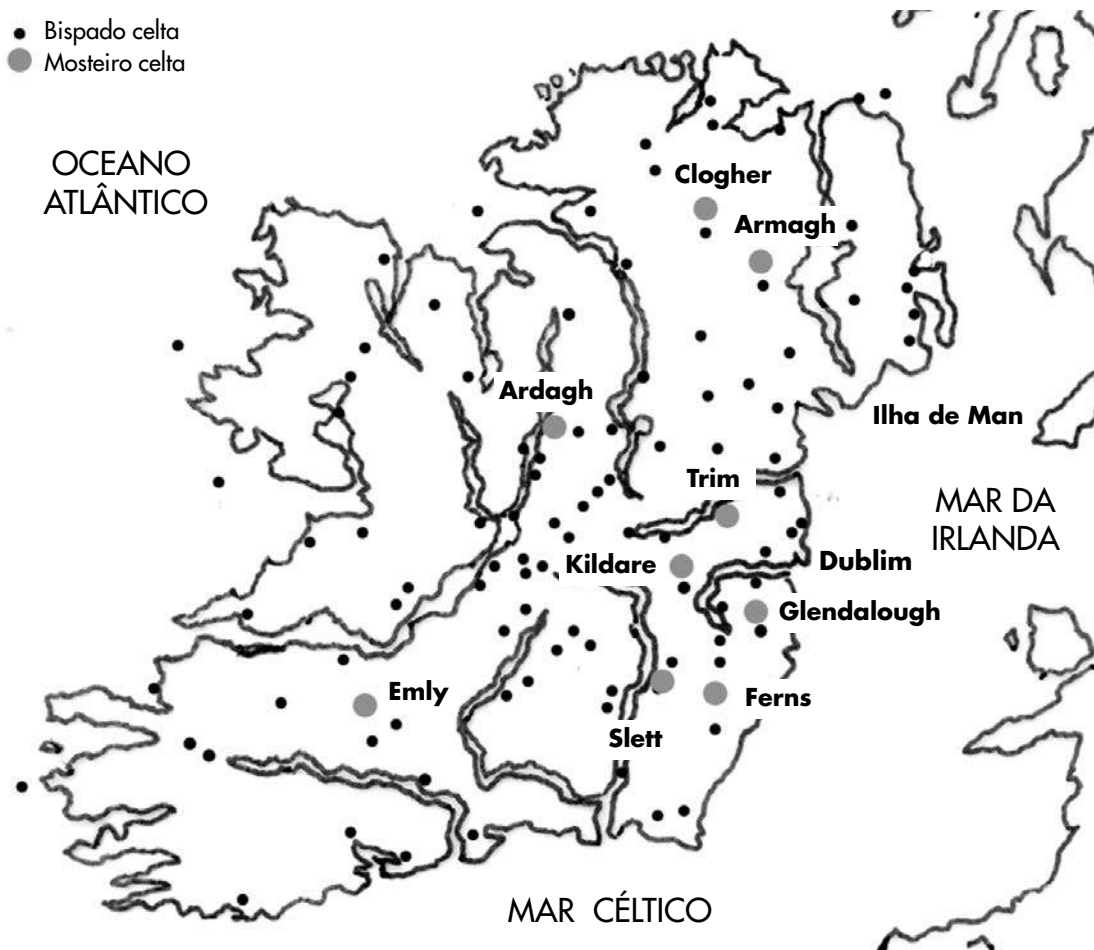 Bispado celta
Mosteiro celta
OCEANO
ATLÂNTICO
Clogher
Armagh
Ardagh
Ilha de Man
Trim
MAR DA
IRLANDA
Kildare
Dublim
Glendalough
Emly
Ferns
Slett
MAR CÉLTICO